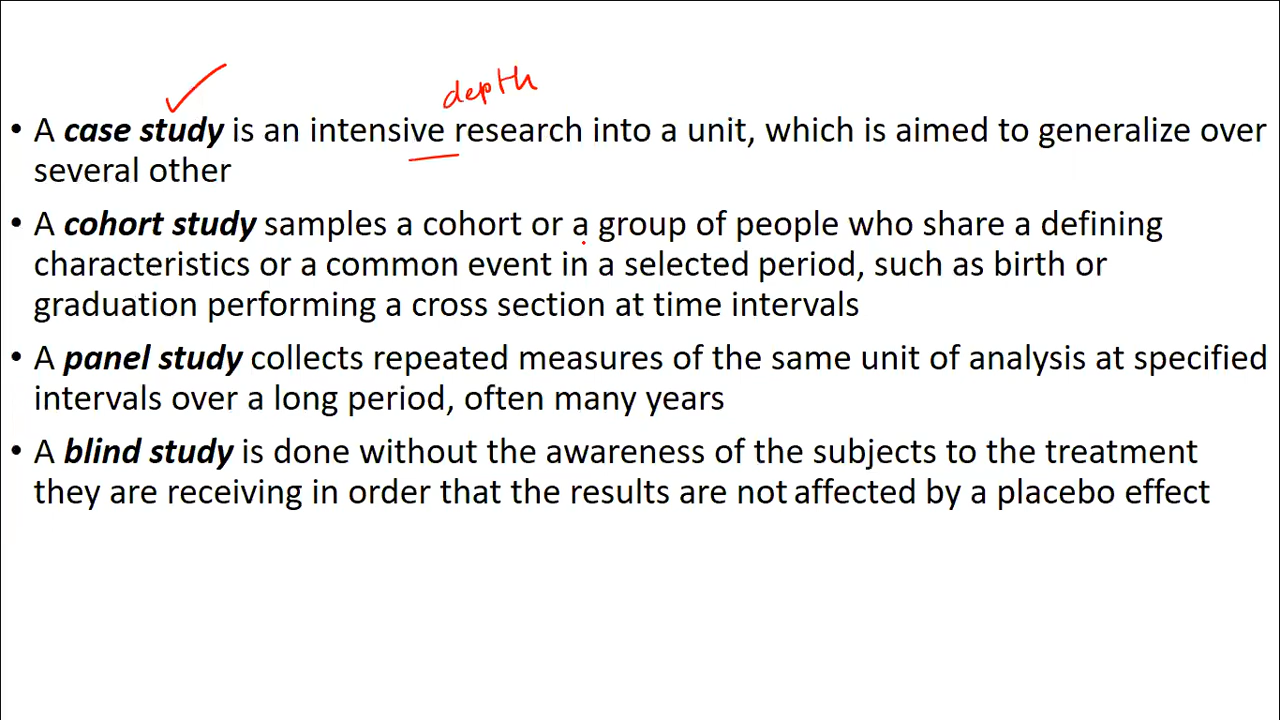 depth
• A case study is an intensive research into a unit, which is aimed to generalize over
several other
• A cohort study samples a cohort or a group of people who share a defining
characteristics or a common event in a selected period, such as birth or
graduation performing a cross section at time intervals
• A panel study collects repeated measures of the same unit of analysis at specified
intervals over a long period, often many years
• A blind study is done without the awareness of the subjects to the treatment
they are receiving in order that the results are not affected by a placebo effect